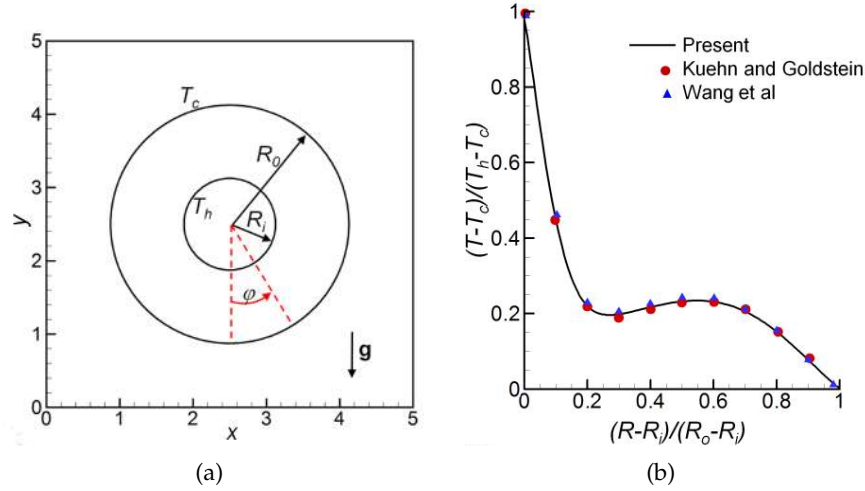 5
4
3
2
1
0
y
0
1
2
3
4
5
x
T_c
R_0
T_h
R_i
φ
g
(a)
1
0.8
0.6
0.4
0.2
0
(T-T_c)/(T_h-T_c)
Present
Kuehn and Goldstein
Wang et al
0
0.2
0.4
0.6
0.8
1
(R-R_i)/(R_o-R_i)
(b)